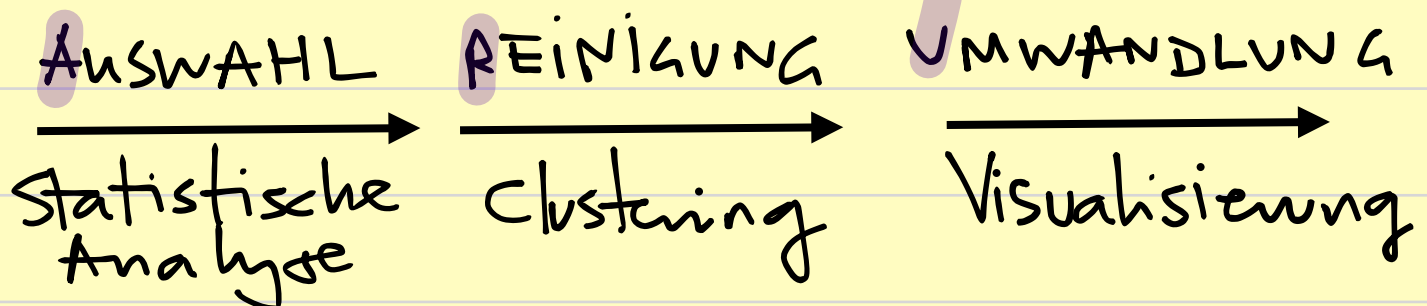 AUSWAHL REINIGUNG UMWANDLUNG
Statistische Clustering Visualisierung
Analyse